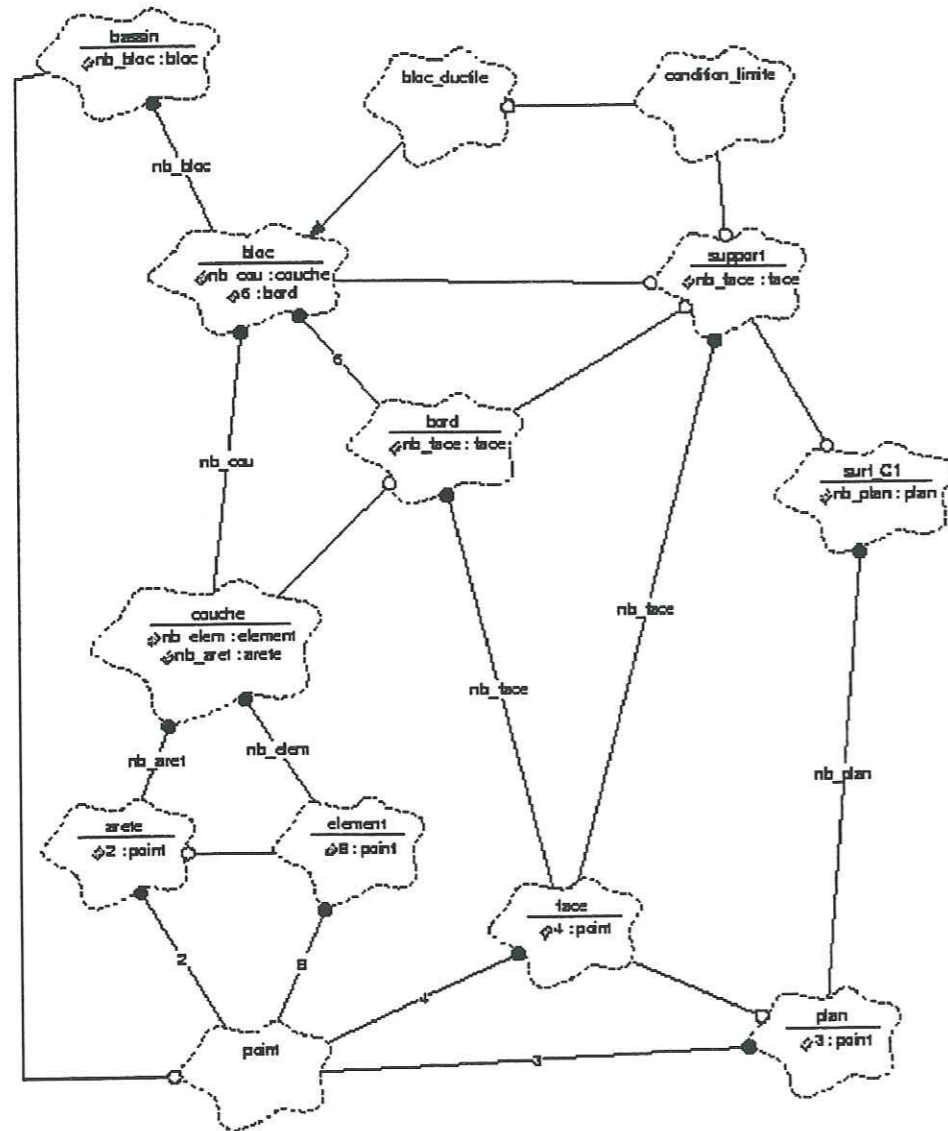 bassin
nb_bloc : bloc
bloc_ductile
condition_limite
nb_bloc
bloc
nb_cou : couche
6 : bord
support
nb_face : face
6
bord
nb_face : face
nb_cou
surf_C1
nb_plan : plan
couche
nb_elem : element
nb_aret : arete
nb_face
nb_face
nb_aret
nb_elem
nb_plan
arete
2 : point
element
8 : point
face
4 : point
2
8
4
point
3
plan
3 : point